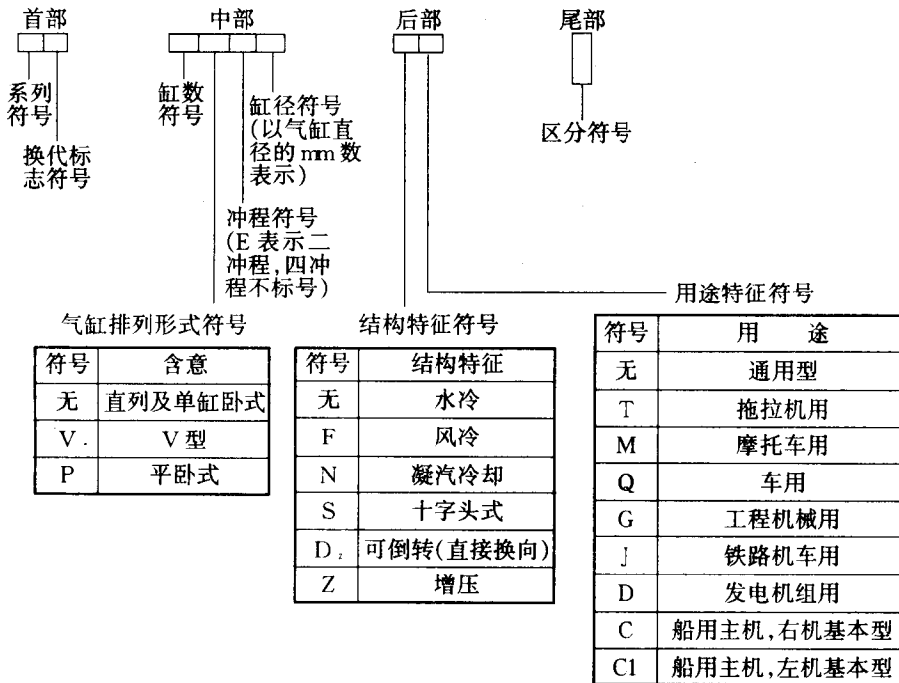 首部
中部
后部
尾部
系列
符号
换代标
志符号
缸数
符号
缸径符号
(以气缸直
径的mm数
表示)
冲程符号
(E表示二
冲程,四冲
程不标号)
区分符号
气缸排列形式符号
符号 含意
无 直列及单缸卧式
V V型
P 平卧式
结构特征符号
符号 结构特征
无 水冷
F 风冷
N 凝汽冷却
S 十字头式
Dz 可倒转(直接换向)
Z 增压
用途特征符号
符号 用 途
无 通用型
T 拖拉机用
M 摩托车用
Q 车用
G 工程机械用
J 铁路机车用
D 发电机组用
C 船用主机,右机基本型
C1 船用主机,左机基本型